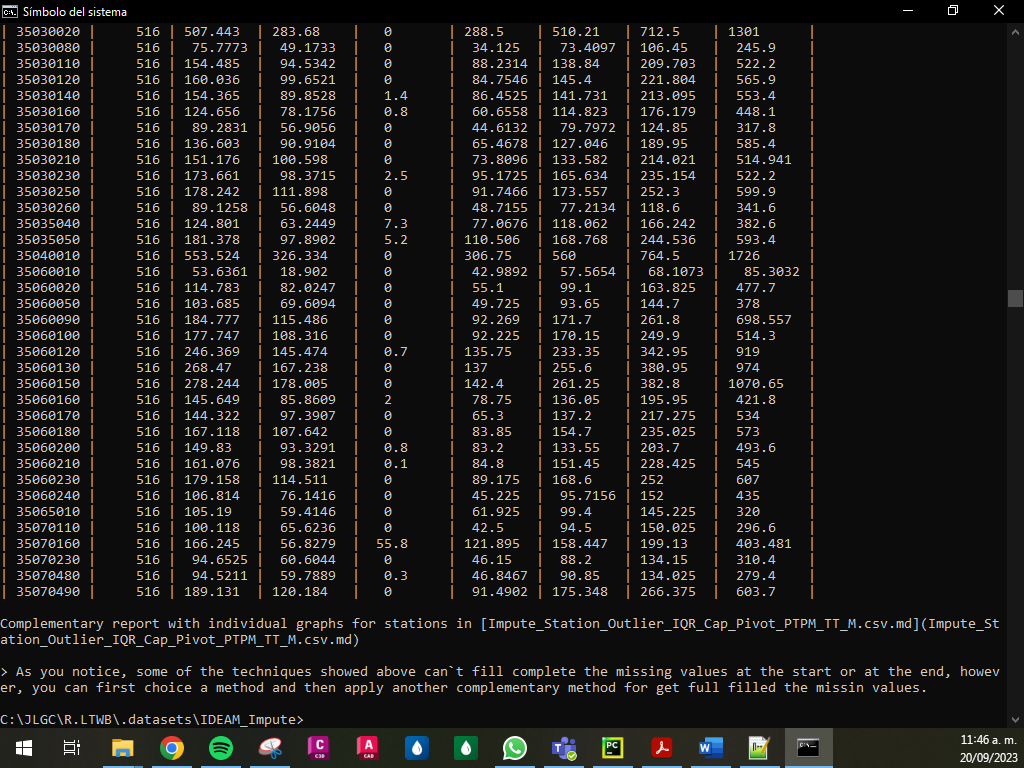 Símbolo del sistema
| 35030020 |     516 | 507.443  | 283.68   |   0      | 288.5    | 510.21   | 712.5    | 1301     |
| 35030080 |     516 |  75.7773 |  49.1733 |   0      |  34.125  |  73.4097 | 106.45   |  245.9   |
| 35030110 |     516 | 154.485  |  94.5342 |   0      |  88.2314 | 138.84   | 209.703  |  522.2   |
| 35030120 |     516 | 160.036  |  99.6521 |   0      |  84.7546 | 145.4    | 221.804  |  565.9   |
| 35030140 |     516 | 154.365  |  89.8528 |   1.4    |  86.4525 | 141.731  | 213.095  |  553.4   |
| 35030160 |     516 | 124.656  |  78.1756 |   0.8    |  60.6558 | 114.823  | 176.179  |  448.1   |
| 35030170 |     516 |  89.2831 |  56.9056 |   0      |  44.6132 |  79.7972 | 124.85   |  317.8   |
| 35030180 |     516 | 136.603  |  90.9104 |   0      |  65.4678 | 127.046  | 189.95   |  585.4   |
| 35030210 |     516 | 151.176  | 100.598  |   0      |  73.8096 | 133.582  | 214.021  |  514.941 |
| 35030230 |     516 | 173.661  |  98.3715 |   2.5    |  95.1725 | 165.634  | 235.154  |  522.2   |
| 35030250 |     516 | 178.242  | 111.898  |   0      |  91.7466 | 173.557  | 252.3    |  599.9   |
| 35030260 |     516 |  89.1258 |  56.6048 |   0      |  48.7155 |  77.2134 | 118.6    |  341.6   |
| 35035040 |     516 | 124.801  |  63.2449 |   7.3    |  77.0676 | 118.062  | 166.242  |  382.6   |
| 35035050 |     516 | 181.378  |  97.8902 |   5.2    | 110.506  | 168.768  | 244.536  |  593.4   |
| 35040010 |     516 | 553.524  | 326.334  |   0      | 306.75   | 560      | 764.5    | 1726     |
| 35060010 |     516 |  53.6361 |  18.902  |   0      |  42.9892 |  57.5654 |  68.1073 |   85.3032 |
| 35060020 |     516 | 114.783  |  82.0247 |   0      |  55.1    |  99.1    | 163.825  |  477.7   |
| 35060050 |     516 | 103.685  |  69.6094 |   0      |  49.725  |  93.65   | 144.7    |  378     |
| 35060090 |     516 | 184.777  | 115.486  |   0      |  92.269  | 171.7    | 261.8    |  698.557 |
| 35060100 |     516 | 177.747  | 108.316  |   0      |  92.225  | 170.15   | 249.9    |  514.3   |
| 35060120 |     516 | 246.369  | 145.474  |   0.7    | 135.75   | 233.35   | 342.95   |  919     |
| 35060130 |     516 | 268.47   | 167.238  |   0      | 137      | 255.6    | 380.95   |  974     |
| 35060150 |     516 | 278.244  | 178.005  |   0      | 142.4    | 261.25   | 382.8    | 1070.65  |
| 35060160 |     516 | 145.649  |  85.8609 |   2      |  78.75   | 136.05   | 195.95   |  421.8   |
| 35060170 |     516 | 144.322  |  97.3907 |   0      |  65.3    | 137.2    | 217.275  |  534     |
| 35060180 |     516 | 167.118  | 107.642  |   0      |  83.85   | 154.7    | 235.025  |  573     |
| 35060200 |     516 | 149.83   |  93.3291 |   0.8    |  83.2    | 133.55   | 203.7    |  493.6   |
| 35060210 |     516 | 161.076  |  98.3821 |   0.1    |  84.8    | 151.45   | 228.425  |  545     |
| 35060230 |     516 | 179.158  | 114.511  |   0      |  89.175  | 168.6    | 252      |  607     |
| 35060240 |     516 | 106.814  |  76.1416 |   0      |  45.225  |  95.7156 | 152      |  435     |
| 35065010 |     516 | 105.19   |  59.4146 |   0      |  61.925  |  99.4    | 145.225  |  320     |
| 35070110 |     516 | 100.118  |  65.6236 |   0      |  42.5    |  94.5    | 150.025  |  296.6   |
| 35070160 |     516 | 166.245  |  56.8279 |  55.8    | 121.895  | 158.447  | 199.13   |  403.481 |
| 35070230 |     516 |  94.6525 |  60.6044 |   0      |  46.15   |  88.2    | 134.15   |  310.4   |
| 35070480 |     516 |  94.5211 |  59.7889 |   0.3    |  46.8467 |  90.85   | 134.025  |  279.4   |
| 35070490 |     516 | 189.131  | 120.184  |   0      |  91.4902 | 175.348  | 266.375  |  603.7   |
Complementary report with individual graphs for stations in [Impute_Station_Outlier_IQR_Cap_Pivot_PTPM_TT_M.csv.md](Impute_St
ation_Outlier_IQR_Cap_Pivot_PTPM_TT_M.csv.md)
> As you notice, some of the techniques showed above can`t fill complete the missing values at the start or at the end, howev
er, you can first choice a method and then apply another complementary method for get full filled the missin values.
C:\JLGC\R.LTWB\.datasets\IDEAM_Impute>
11:46 a. m.
20/09/2023